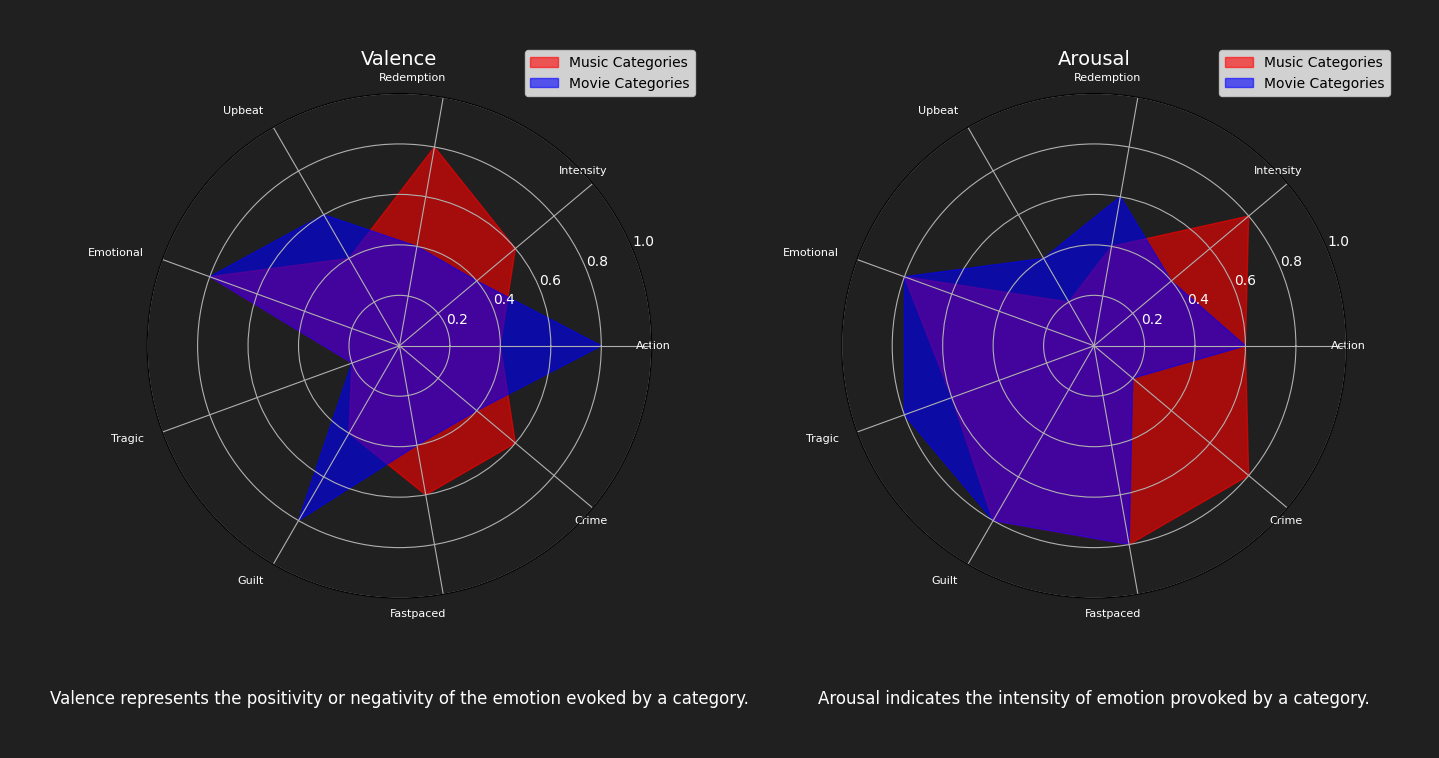 Valence
Music Categories
Movie Categories
Redemption
Upbeat
Intensity
Emotional
1.0
0.8
0.6
0.4
0.2
Action
Tragic
Crime
Guilt
Fastpaced
Valence represents the positivity or negativity of the emotion evoked by a category.
Arousal
Music Categories
Movie Categories
Redemption
Upbeat
Intensity
Emotional
1.0
0.8
0.6
0.4
0.2
Action
Tragic
Crime
Guilt
Fastpaced
Arousal indicates the intensity of emotion provoked by a category.